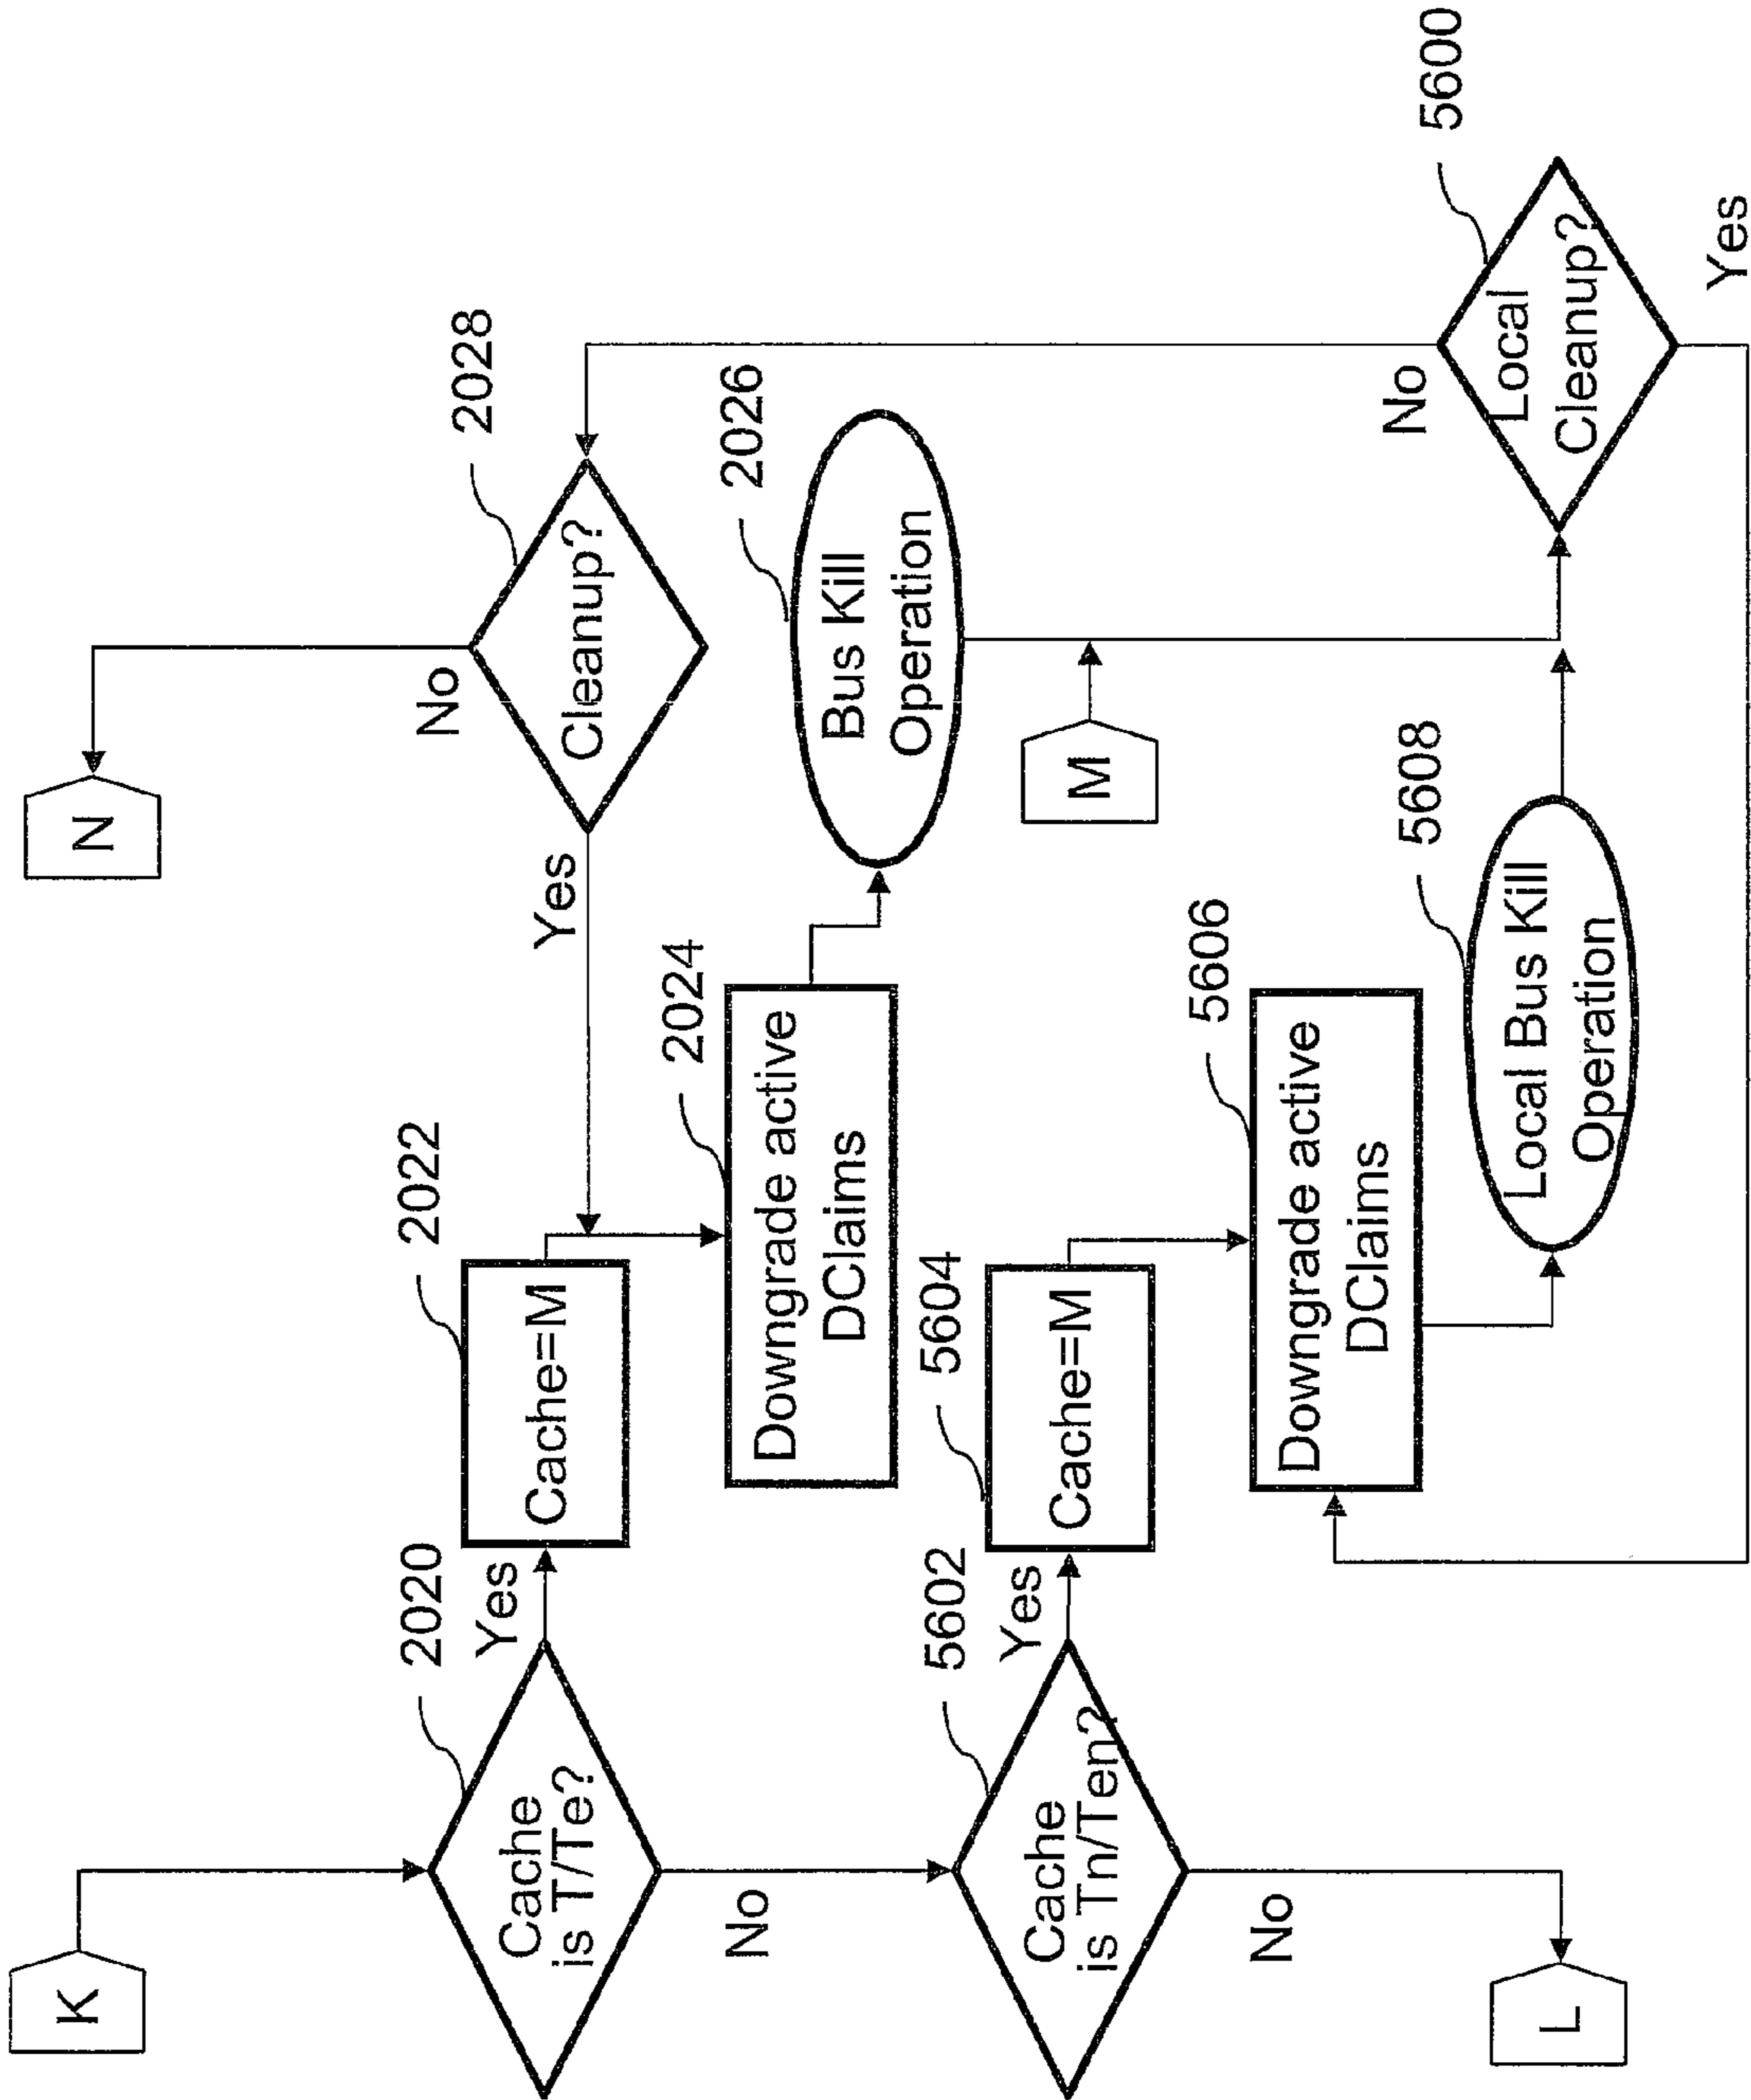 K
Cache
is T/Te?
2020
Yes
No
Cache=M
2022
Downgrade active
DClaims
2024
Bus Kill
Operation
2026
Cleanup?
2028
Yes
No
N
Cache
is Tn/Ten?
5602
Yes
No
L
Cache=M
5604
Downgrade active
DClaims
5606
Local Bus Kill
Operation
5608
M
Local
Cleanup?
5600
No
Yes